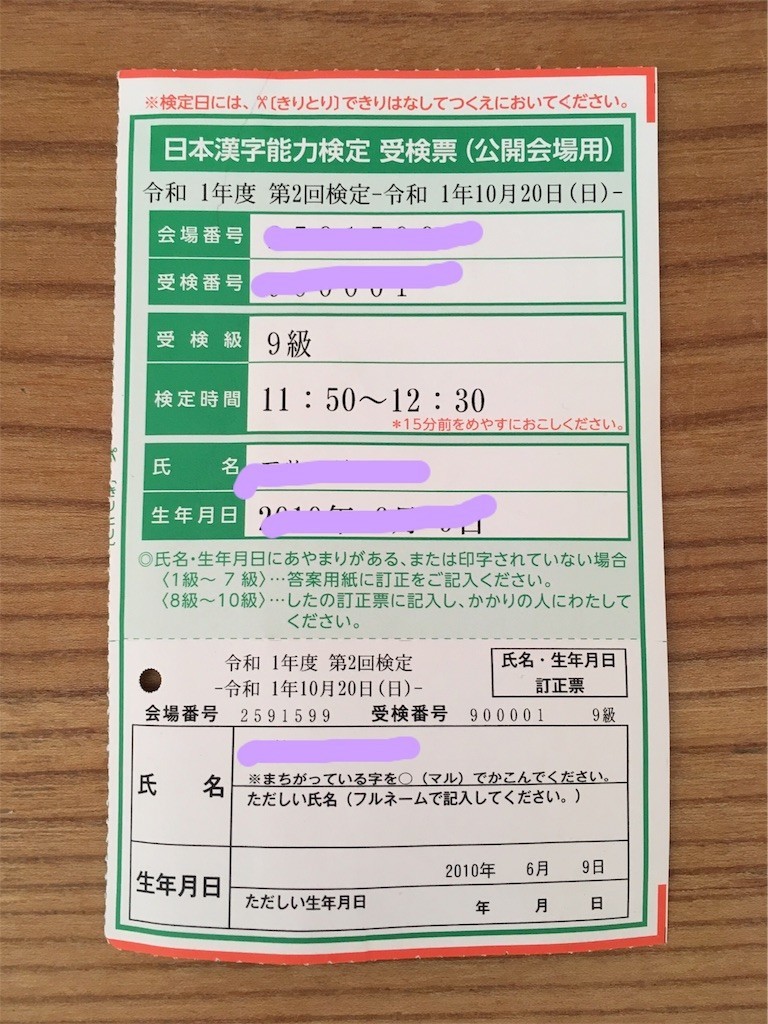 ※検定日には、〔きりとり〕できりはなしてつくえにおいてください。
日本漢字能力検定 受検票(公開会場用)
令和 1年度 第2回検定-令和 1年10月20日(日)-
会場番号
受検番号
受検級 9級
検定時間 11:50〜12:30
*15分前をめやすにおこしください。
氏名
生年月日
◎氏名・生年月日にあやまりがある、または印字されていない場合
〈1級〜7級〉…答案用紙に訂正をご記入ください。
〈8級〜10級〉…したの訂正票に記入し、かかりの人にわたして
ください。
令和 1年度 第2回検定
-令和 1年10月20日(日)-
氏名・生年月日
訂正票
会場番号 2591599 受検番号 900001 9級
氏名
※まちがっている字を○(マル)でかこんでください。
ただしい氏名(フルネームで記入してください。)
生年月日
2010年 6月 9日
ただしい生年月日 年 月 日